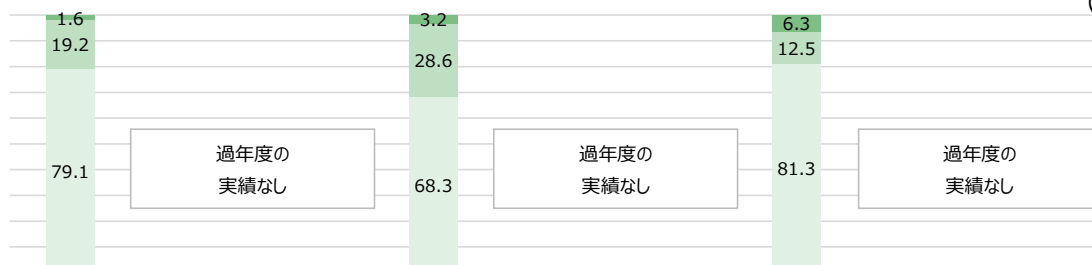 1.6
3.2
6.3
19.2
28.6
12.5
79.1
68.3
81.3
過年度の
実績なし
過年度の
実績なし
過年度の
実績なし